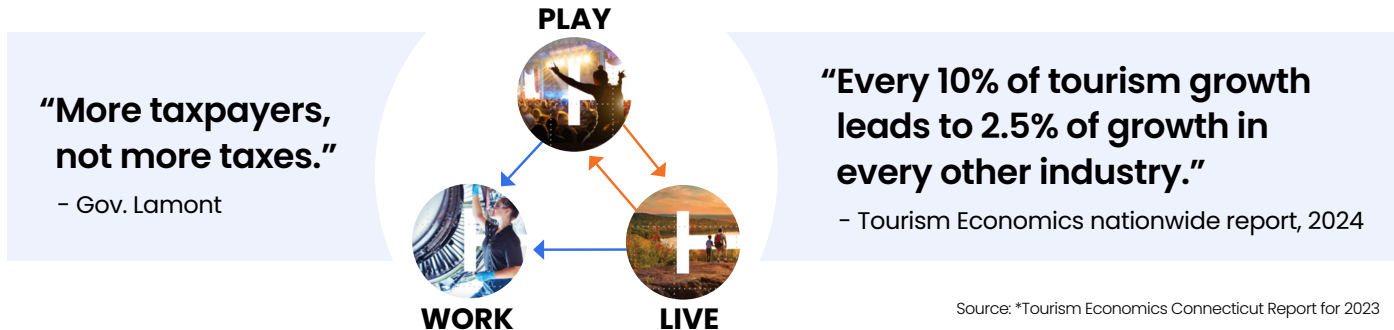 PLAY
“More taxpayers,
not more taxes.”
- Gov. Lamont
WORK
LIVE
“Every 10% of tourism growth
leads to 2.5% of growth in
every other industry.”
- Tourism Economics nationwide report, 2024
Source: *Tourism Economics Connecticut Report for 2023